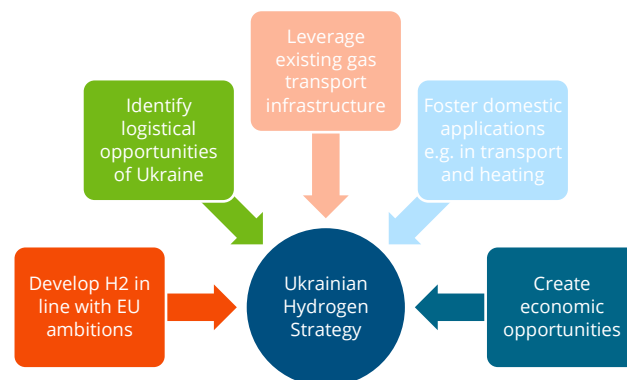 Leverage
existing gas
transport
infrastructure
Identify
logistical
opportunities
of Ukraine
Foster domestic
applications
e.g. in transport
and heating
Develop H2 in
line with EU
ambitions
Ukrainian
Hydrogen
Strategy
Create
economic
opportunities